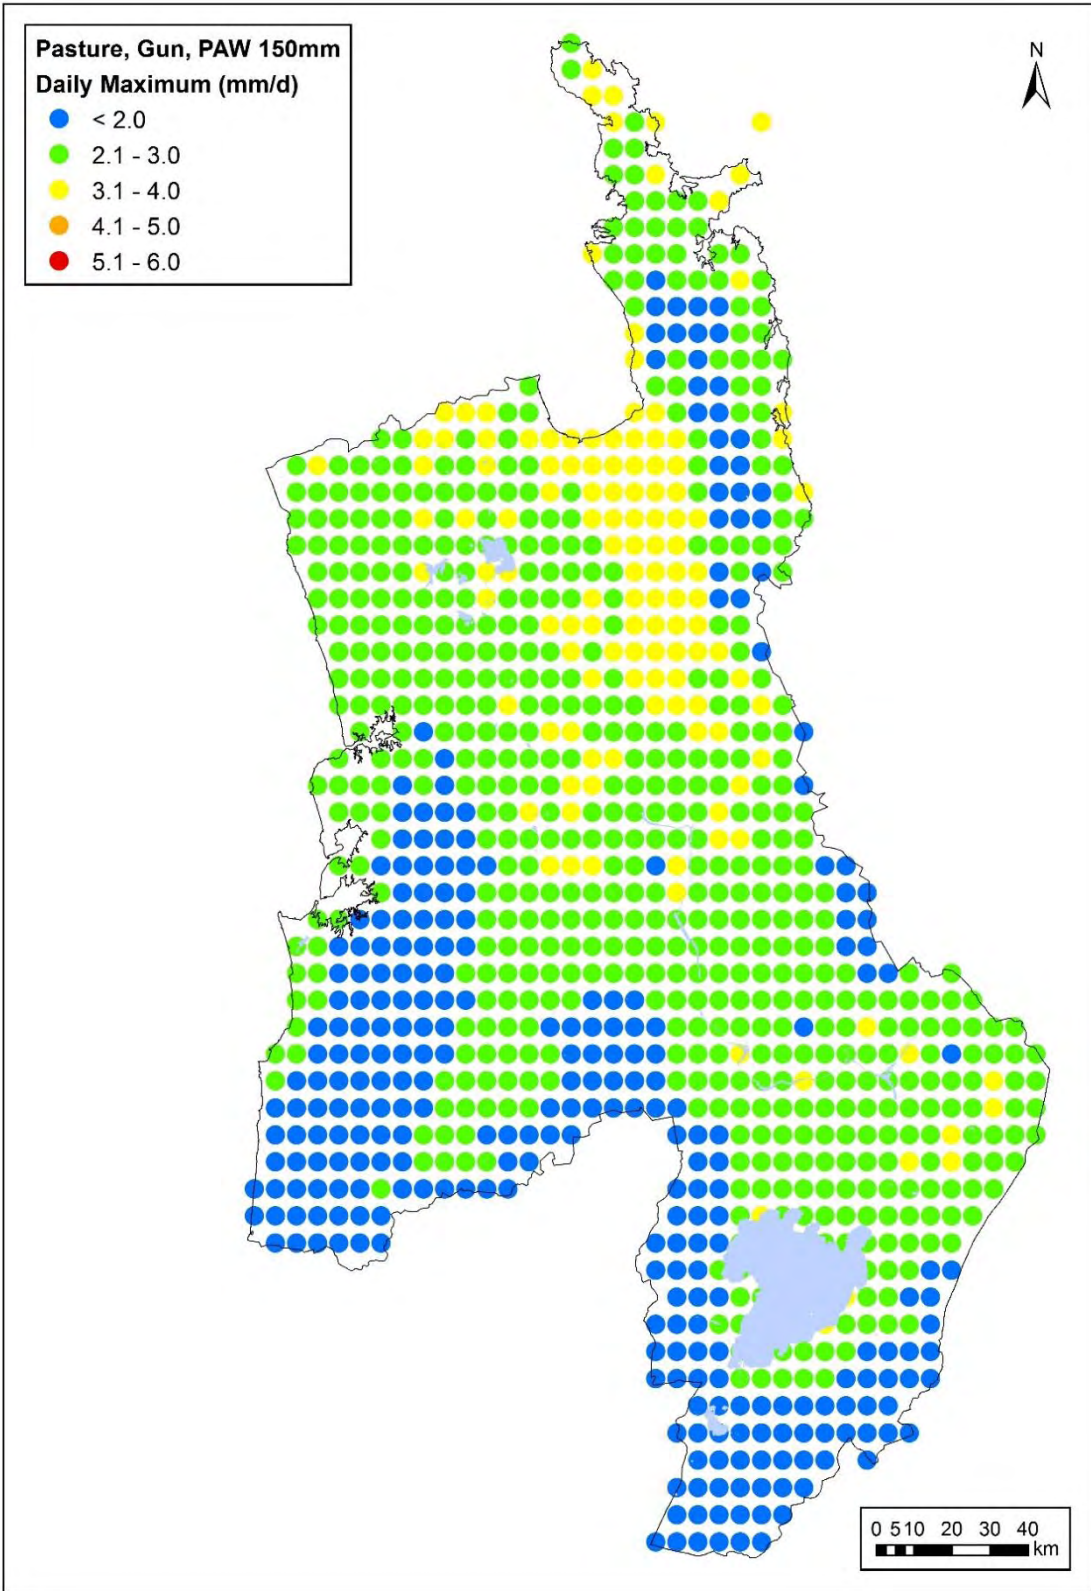 Pasture, Gun, PAW 150mm
Daily Maximum (mm/d)
< 2.0
2.1 - 3.0
3.1 - 4.0
4.1 - 5.0
5.1 - 6.0
N
0 5 10 20 30 40
km